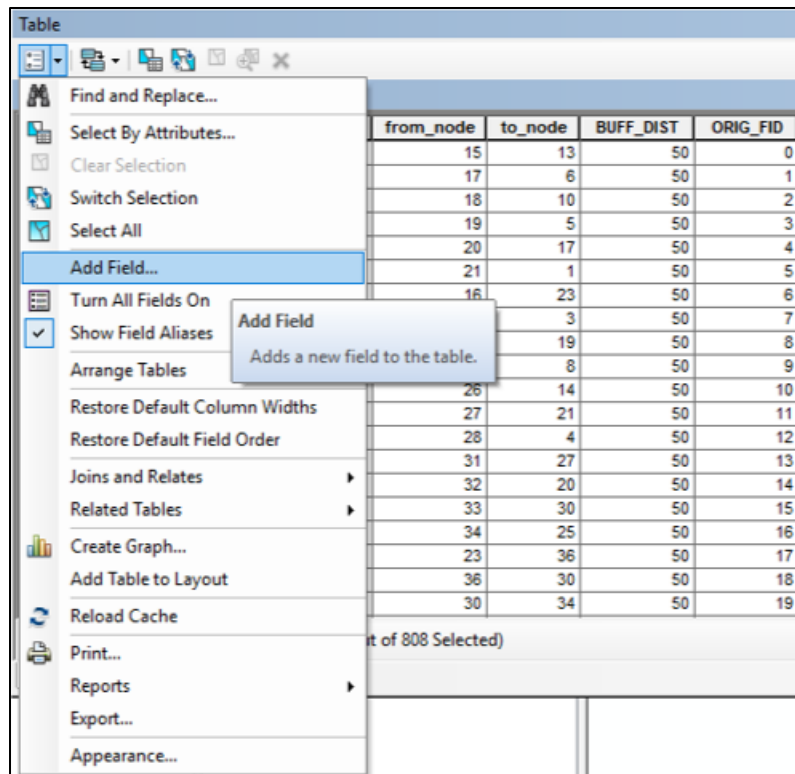 Table
Find and Replace...
Select By Attributes...
Clear Selection
Switch Selection
Select All
Add Field...
Turn All Fields On
Show Field Aliases
Arrange Tables
Restore Default Column Widths
Restore Default Field Order
Joins and Relates
Related Tables
Create Graph...
Add Table to Layout
Reload Cache
Print...
Reports
Export...
Appearance...
Add Field
Adds a new field to the table.
from_node to_node BUFF_DIST ORIG_FID
15 13 50 0
17 6 50 1
18 10 50 2
19 5 50 3
20 17 50 4
21 1 50 5
16 23 50 6
3 50 7
19 50 8
8 50 9
26 14 50 10
27 21 50 11
28 4 50 12
31 27 50 13
32 20 50 14
33 30 50 15
34 25 50 16
23 36 50 17
36 30 50 18
30 34 50 19
of 808 Selected)